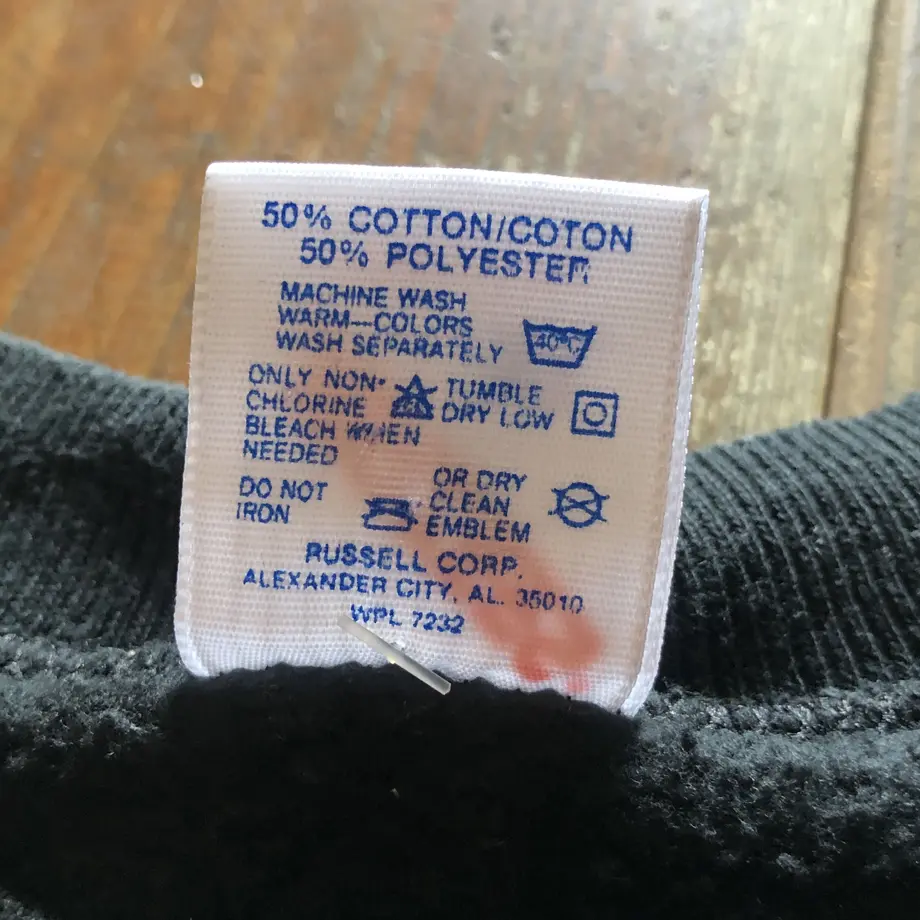 50% COTTON/COTON
50% POLYESTER
MACHINE WASH
WARM—COLORS
WASH SEPARATELY
40°C
ONLY NON-
CHLORINE
BLEACH WHEN
NEEDED
TUMBLE
DRY LOW
DO NOT
IRON
OR DRY
CLEAN
EMBLEM
RUSSELL CORP.
ALEXANDER CITY, AL. 35010
WPL 7232